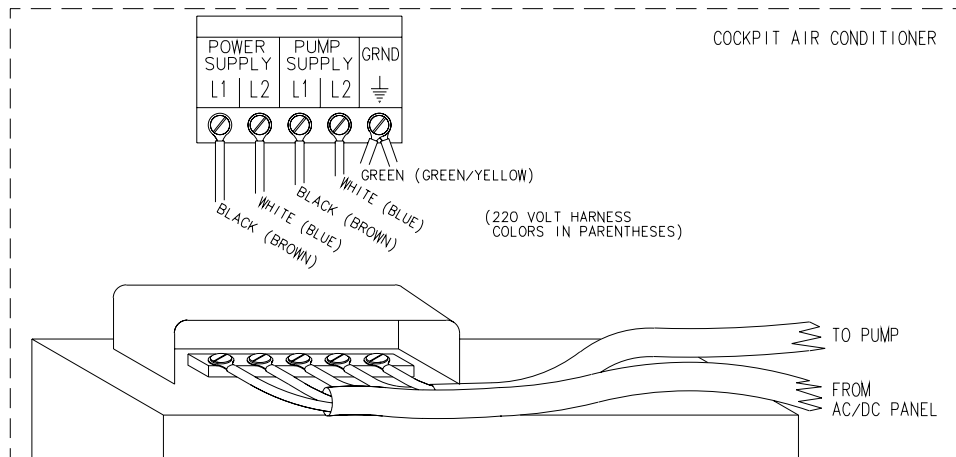 COCKPIT AIR CONDITIONER
POWER SUPPLY
PUMP SUPPLY
GRND
L1 L2 L1 L2
GREEN (GREEN/YELLOW)
WHITE (BLUE)
BLACK (BROWN)
WHITE (BLUE)
BLACK (BROWN)
(220 VOLT HARNESS
COLORS IN PARENTHESES)
TO PUMP
FROM
AC/DC PANEL